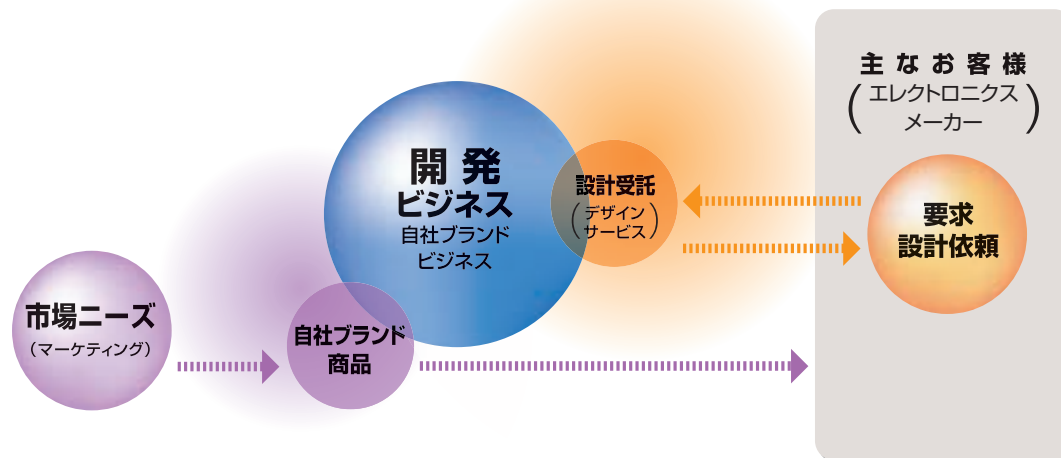 市場ニーズ
(マーケティング)
自社ブランド
商品
開発
ビジネス
自社ブランド
ビジネス
設計受託
(デザイン
サービス)
主なお客様
(エレクトロニクス
メーカー)
要求
設計依頼